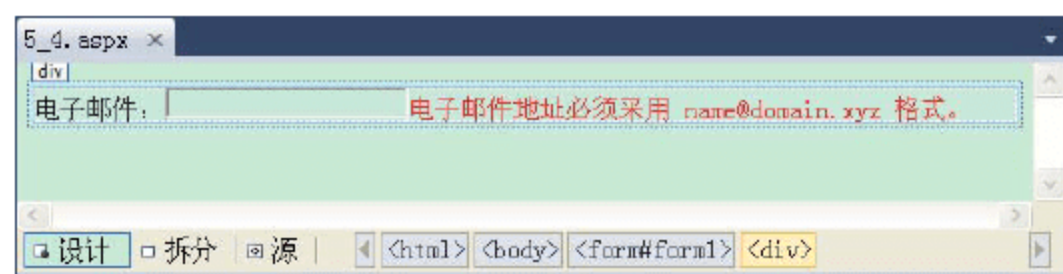 5_4.aspx ×
div
电子邮件： 电子邮件地址必须采用 name@domain.xyz 格式。
设计 拆分 源 <html> <body> <form#form1> <div>